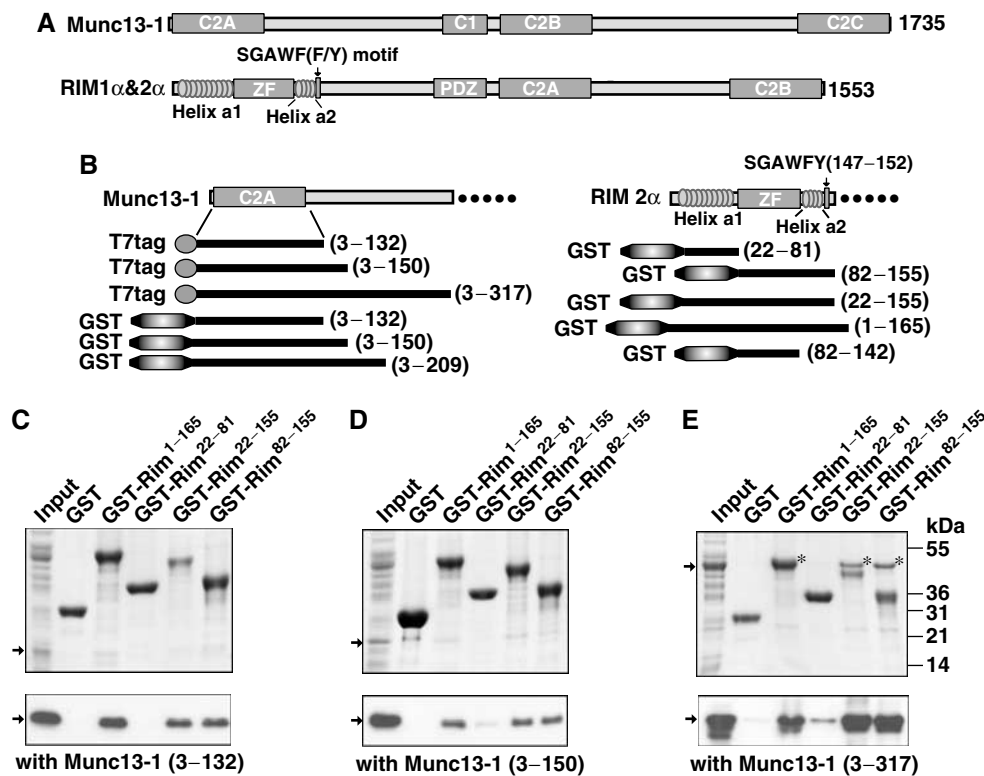 A
Munc13-1 C2A C1 C2B C2C 1735
SGAWF(F/Y) motif
RIM1α&2α ZF PDZ C2A C2B 1553
Helix a1 Helix a2
B
SGAWFY(147–152)
Munc13-1 C2A
RIM 2α ZF
Helix a1 Helix a2
T7tag (3–132)
T7tag (3–150)
T7tag (3–317)
GST (3–132)
GST (3–150)
GST (3–209)
GST (22–81)
GST (82–155)
GST (22–155)
GST (1–165)
GST (82–142)
C
Input
GST
GST-Rim1–165
GST-Rim22–81
GST-Rim22–155
GST-Rim82–155
with Munc13-1 (3–132)
D
Input
GST
GST-Rim1–165
GST-Rim22–81
GST-Rim22–155
GST-Rim82–155
with Munc13-1 (3–150)
E
Input
GST
GST-Rim1–165
GST-Rim22–81
GST-Rim22–155
GST-Rim82–155
kDa
55
* * *
36
31
21
14
with Munc13-1 (3–317)